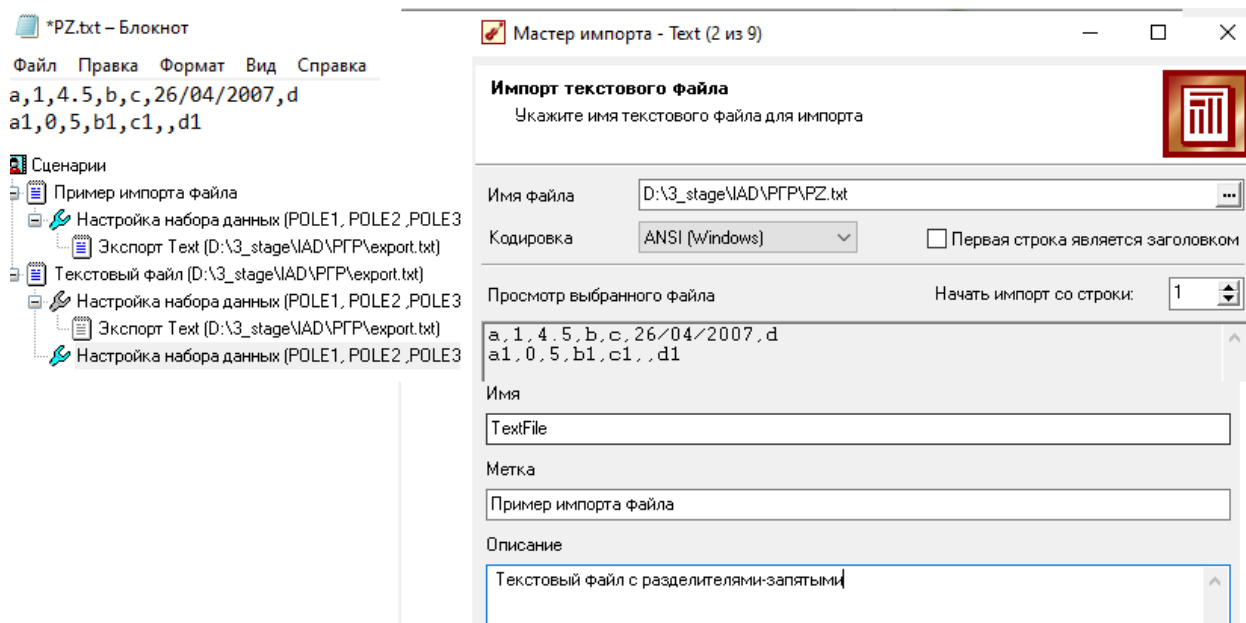 *PZ.txt – Блокнот
Файл Правка Формат Вид Справка
a,1,4.5,b,c,26/04/2007,d
a1,0,5,b1,c1,,d1
Сценарии
Пример импорта файла
Настройка набора данных (POLE1, POLE2 ,POLE3
Экспорт Text (D:\3_stage\IAD\РГР\export.txt)
Текстовый файл (D:\3_stage\IAD\РГР\export.txt)
Настройка набора данных (POLE1, POLE2 ,POLE3
Экспорт Text (D:\3_stage\IAD\РГР\export.txt)
Настройка набора данных (POLE1, POLE2 ,POLE3
Мастер импорта - Text (2 из 9)
Импорт текстового файла
Укажите имя текстового файла для импорта
Имя файла D:\3_stage\IAD\РГР\PZ.txt ...
Кодировка ANSI (Windows) Первая строка является заголовком
Просмотр выбранного файла Начать импорт со строки: 1
a,1,4.5,b,c,26/04/2007,d
a1,0,5,b1,c1,,d1
Имя
TextFile
Метка
Пример импорта файла
Описание
Текстовый файл с разделителями-запятыми